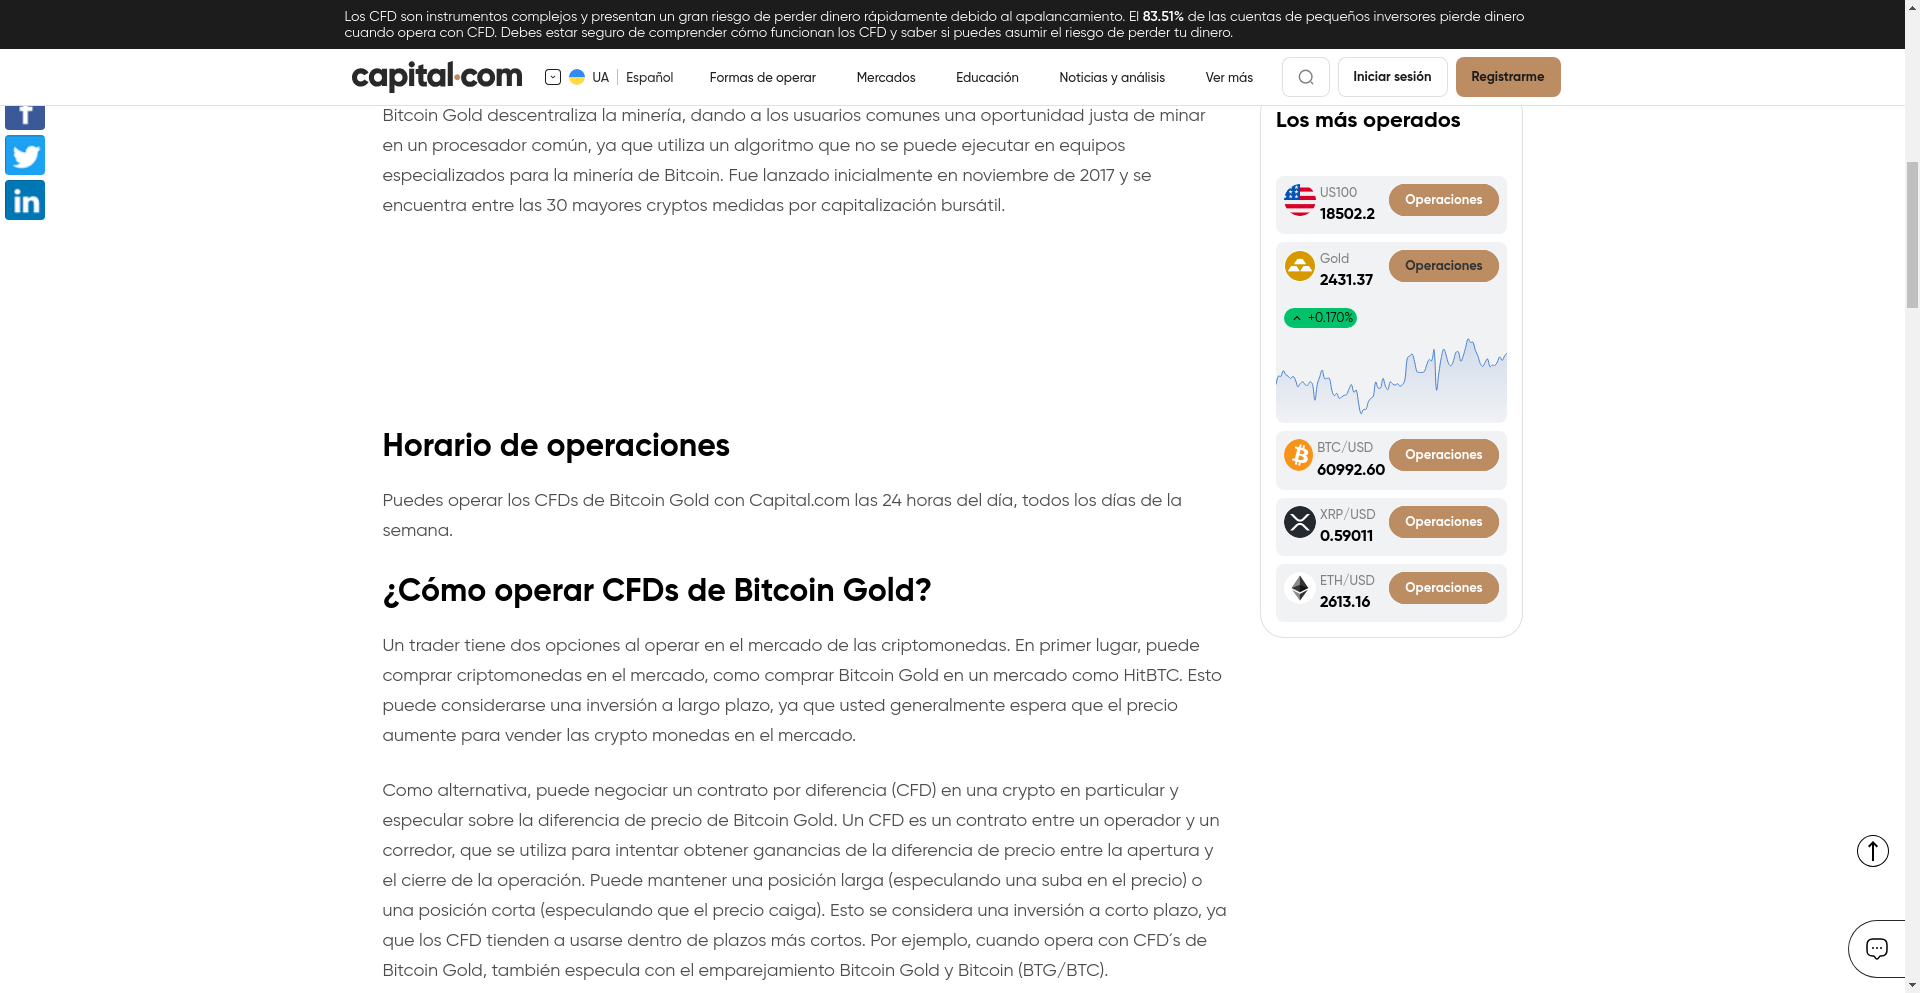 Los CFD son instrumentos complejos y presentan un gran riesgo de perder dinero rápidamente debido al apalancamiento. El 83.51% de las cuentas de pequeños inversores pierde dinero
cuando opera con CFD. Debes estar seguro de comprender cómo funcionan los CFD y saber si puedes asumir el riesgo de perder tu dinero.
capital.com UA Español Formas de operar Mercados Educación Noticias y análisis Ver más Iniciar sesión Registrarme
Bitcoin Gold descentraliza la minería, dando a los usuarios comunes una oportunidad justa de minar
en un procesador común, ya que utiliza un algoritmo que no se puede ejecutar en equipos
especializados para la minería de Bitcoin. Fue lanzado inicialmente en noviembre de 2017 y se
encuentra entre las 30 mayores cryptos medidas por capitalización bursátil.
Horario de operaciones
Puedes operar los CFDs de Bitcoin Gold con Capital.com las 24 horas del día, todos los días de la
semana.
¿Cómo operar CFDs de Bitcoin Gold?
Un trader tiene dos opciones al operar en el mercado de las criptomonedas. En primer lugar, puede
comprar criptomonedas en el mercado, como comprar Bitcoin Gold en un mercado como HitBTC. Esto
puede considerarse una inversión a largo plazo, ya que usted generalmente espera que el precio
aumente para vender las crypto monedas en el mercado.
Como alternativa, puede negociar un contrato por diferencia (CFD) en una crypto en particular y
especular sobre la diferencia de precio de Bitcoin Gold. Un CFD es un contrato entre un operador y un
corredor, que se utiliza para intentar obtener ganancias de la diferencia de precio entre la apertura y
el cierre de la operación. Puede mantener una posición larga (especulando una suba en el precio) o
una posición corta (especulando que el precio caiga). Esto se considera una inversión a corto plazo, ya
que los CFD tienden a usarse dentro de plazos más cortos. Por ejemplo, cuando opera con CFD´s de
Bitcoin Gold, también especula con el emparejamiento Bitcoin Gold y Bitcoin (BTG/BTC).
Los más operados
US100
18502.2
Operaciones
Gold
2431.37
Operaciones
+0.170%
BTC/USD
60992.60
Operaciones
XRP/USD
0.59011
Operaciones
ETH/USD
2613.16
Operaciones